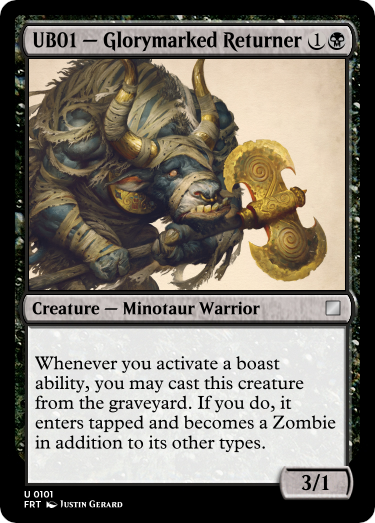 UB01 — Glorymarked Returner 1
Creature — Minotaur Warrior
Whenever you activate a boast
ability, you may cast this creature
from the graveyard. If you do, it
enters tapped and becomes a Zombie
in addition to its other types.
3/1
U 0101
FRT Justin Gerard